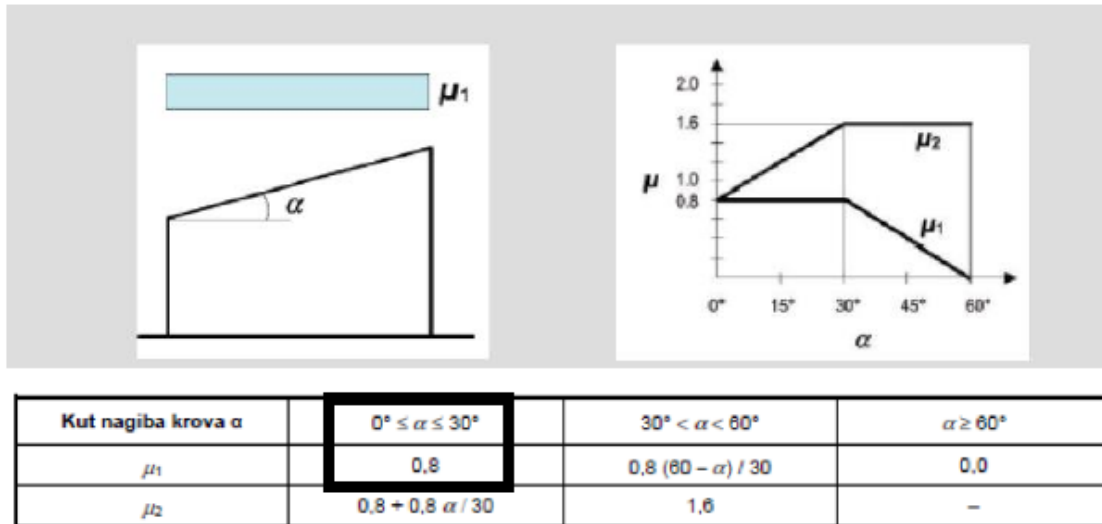 μ1
α
2.0
1.6
1.0
0.8
μ
μ2
μ1
0° 15° 30° 45° 60°
α
Kut nagiba krova α 0° ≤ α ≤ 30° 30° < α < 60° α ≥ 60°
μ1 0,8 0,8 (60 – α) / 30 0,0
μ2 0,8 + 0,8 α / 30 1,6 –